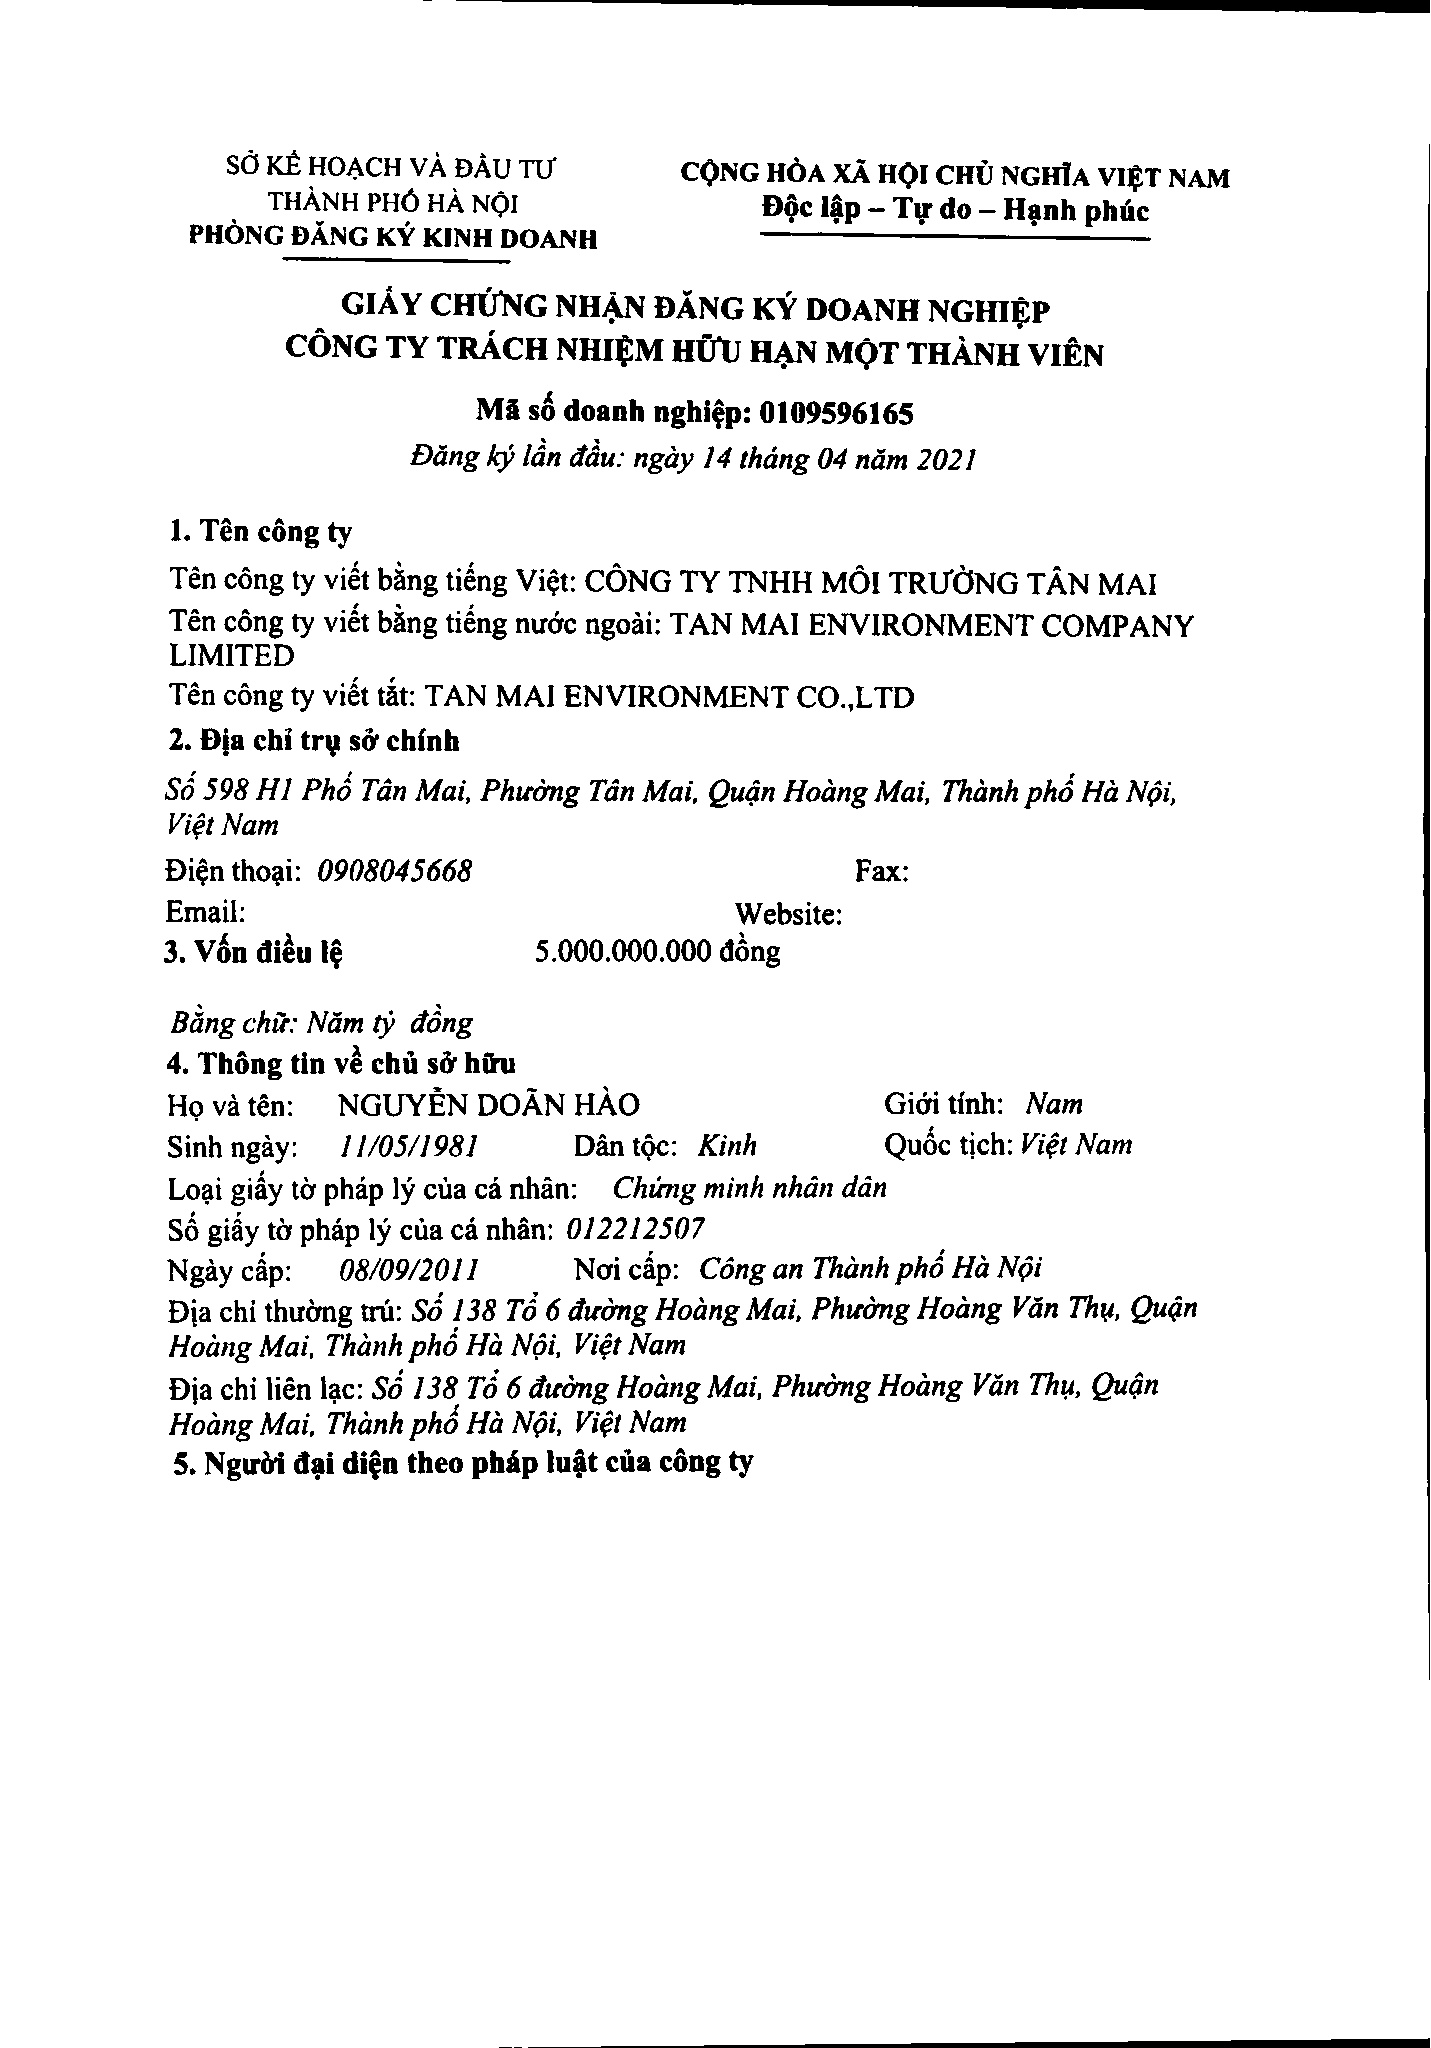 SỞ KẾ HOẠCH VÀ ĐẦU TƯ
THÀNH PHỐ HÀ NỘI
PHÒNG ĐĂNG KÝ KINH DOANH
CỘNG HÒA XÃ HỘI CHỦ NGHĨA VIỆT NAM
Độc lập – Tự do – Hạnh phúc
GIẤY CHỨNG NHẬN ĐĂNG KÝ DOANH NGHIỆP
CÔNG TY TRÁCH NHIỆM HỮU HẠN MỘT THÀNH VIÊN
Mã số doanh nghiệp: 0109596165
Đăng ký lần đầu: ngày 14 tháng 04 năm 2021
1. Tên công ty
Tên công ty viết bằng tiếng Việt: CÔNG TY TNHH MÔI TRƯỜNG TÂN MAI
Tên công ty viết bằng tiếng nước ngoài: TAN MAI ENVIRONMENT COMPANY
LIMITED
Tên công ty viết tắt: TAN MAI ENVIRONMENT CO.,LTD
2. Địa chỉ trụ sở chính
Số 598 H1 Phố Tân Mai, Phường Tân Mai, Quận Hoàng Mai, Thành phố Hà Nội,
Việt Nam
Điện thoại: 0908045668 Fax:
Email: Website:
3. Vốn điều lệ 5.000.000.000 đồng
Bằng chữ: Năm tỷ đồng
4. Thông tin về chủ sở hữu
Họ và tên: NGUYỄN DOÃN HÀO Giới tính: Nam
Sinh ngày: 11/05/1981 Dân tộc: Kinh Quốc tịch: Việt Nam
Loại giấy tờ pháp lý của cá nhân: Chứng minh nhân dân
Số giấy tờ pháp lý của cá nhân: 012212507
Ngày cấp: 08/09/2011 Nơi cấp: Công an Thành phố Hà Nội
Địa chỉ thường trú: Số 138 Tổ 6 đường Hoàng Mai, Phường Hoàng Văn Thụ, Quận
Hoàng Mai, Thành phố Hà Nội, Việt Nam
Địa chỉ liên lạc: Số 138 Tổ 6 đường Hoàng Mai, Phường Hoàng Văn Thụ, Quận
Hoàng Mai, Thành phố Hà Nội, Việt Nam
5. Người đại diện theo pháp luật của công ty